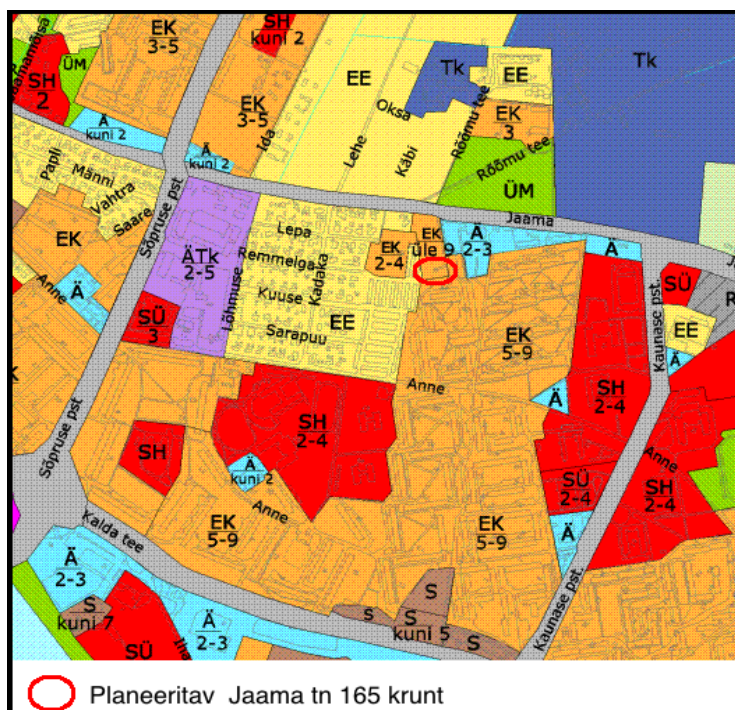 EK
3-5
SH
kuni 2
Jaamamõisa
ÜM
SH
2
EE
Tk
Tk
EE
Oksa
EK
3-5
Ä
kuni 2
Ida
Lehe
Käbi
Rõõmu tee
EK
3
Rõõmu tee
ÜM
Ä
kuni 2
Papli
Männi
Vahtra
Saare
Sõpruse pst
Jaama
EK
ÄTk
2-5
Lepa
Remmelga
Kadaka
Kuuse
Sarapuu
Lõhmuse
EE
EK
2-4
EK
üle 9
Ä
2-3
Ä
Anne
Ä
SÜ
3
SÜ
Kaunase pst.
EE
Ä
R
EK
5-9
Anne
SH
2-4
Ä
SH
2-4
Sõpruse pst
SH
Ä
kuni 2
Anne
EK
5-9
EK
5-9
SÜ
2-4
Anne
SH
2-4
Ä
Kalda tee
Ä
2-3
S
kuni 7
SÜ
Ä
2-3
S
S
kuni 5
S
Kaunase pst.
Planeeritav Jaama tn 165 krunt